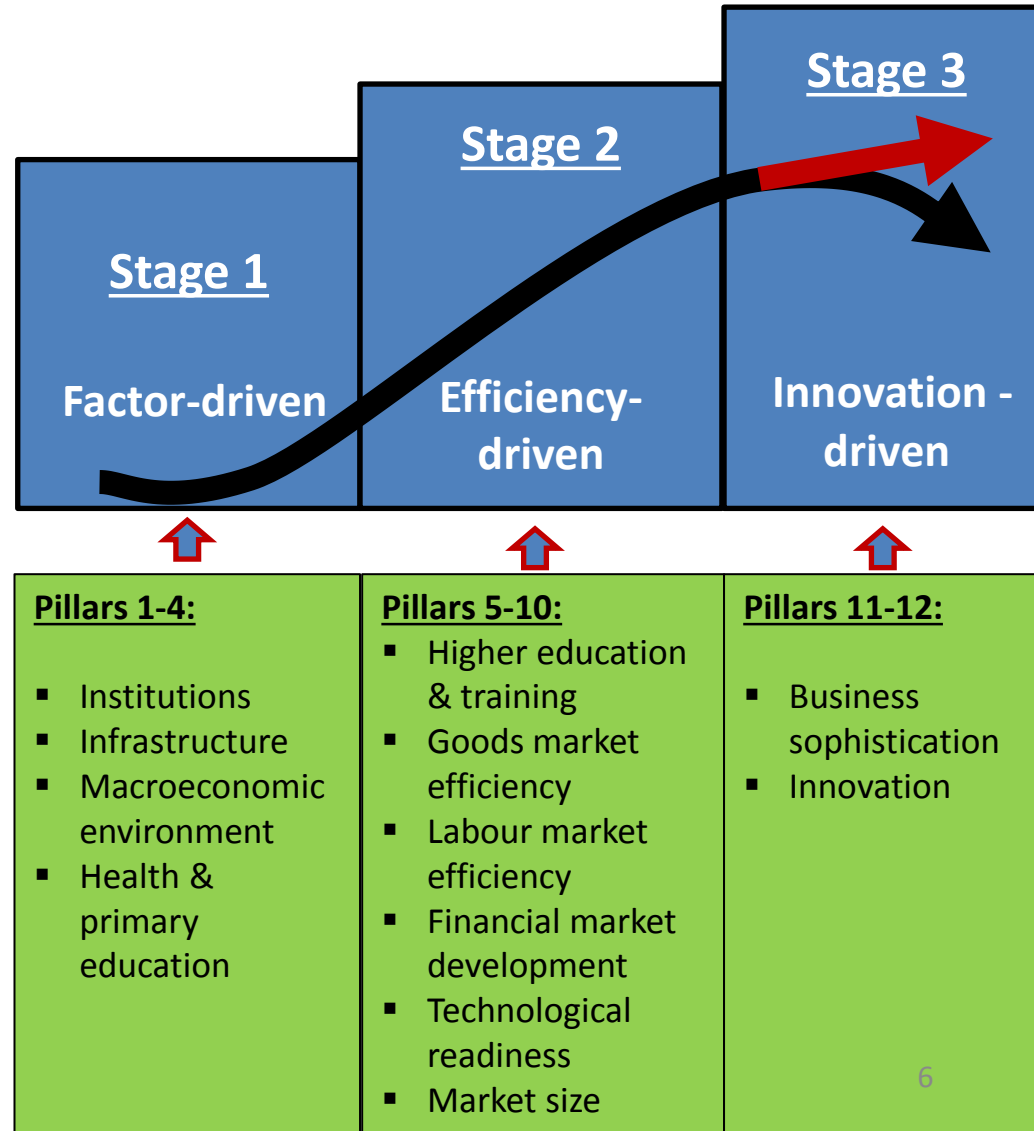 Stage 1
Factor-driven
Stage 2
Efficiency-
driven
Stage 3
Innovation -
driven
Pillars 1-4:
▪ Institutions
▪ Infrastructure
▪ Macroeconomic
environment
▪ Health &
primary
education
Pillars 5-10:
▪ Higher education
& training
▪ Goods market
efficiency
▪ Labour market
efficiency
▪ Financial market
development
▪ Technological
readiness
▪ Market size
Pillars 11-12:
▪ Business
sophistication
▪ Innovation
6